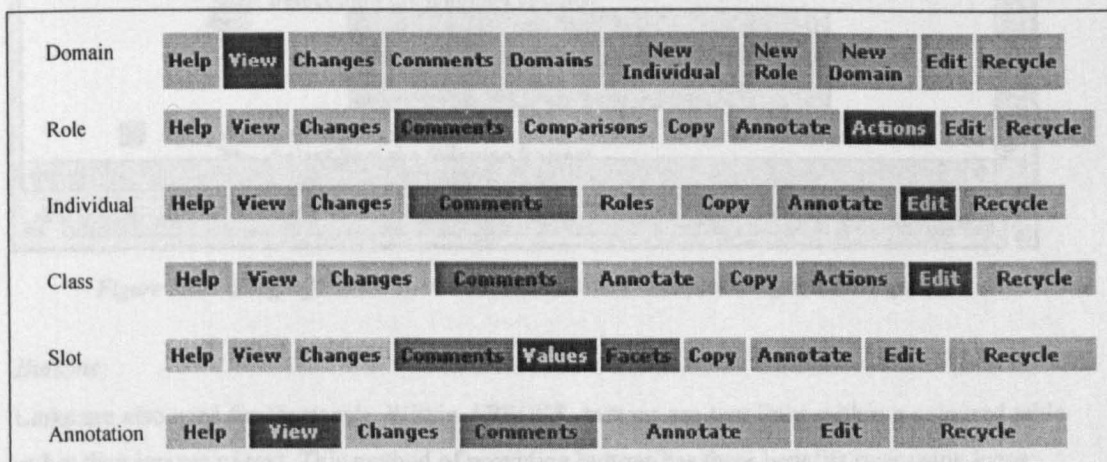 Domain Help View Changes Comments Domains New Individual New Role New Domain Edit Recycle
Role Help View Changes Comments Comparisons Copy Annotate Actions Edit Recycle
Individual Help View Changes Comments Roles Copy Annotate Edit Recycle
Class Help View Changes Comments Annotate Copy Actions Edit Recycle
Slot Help View Changes Comments Values Facets Copy Annotate Edit Recycle
Annotation Help View Changes Comments Annotate Edit Recycle